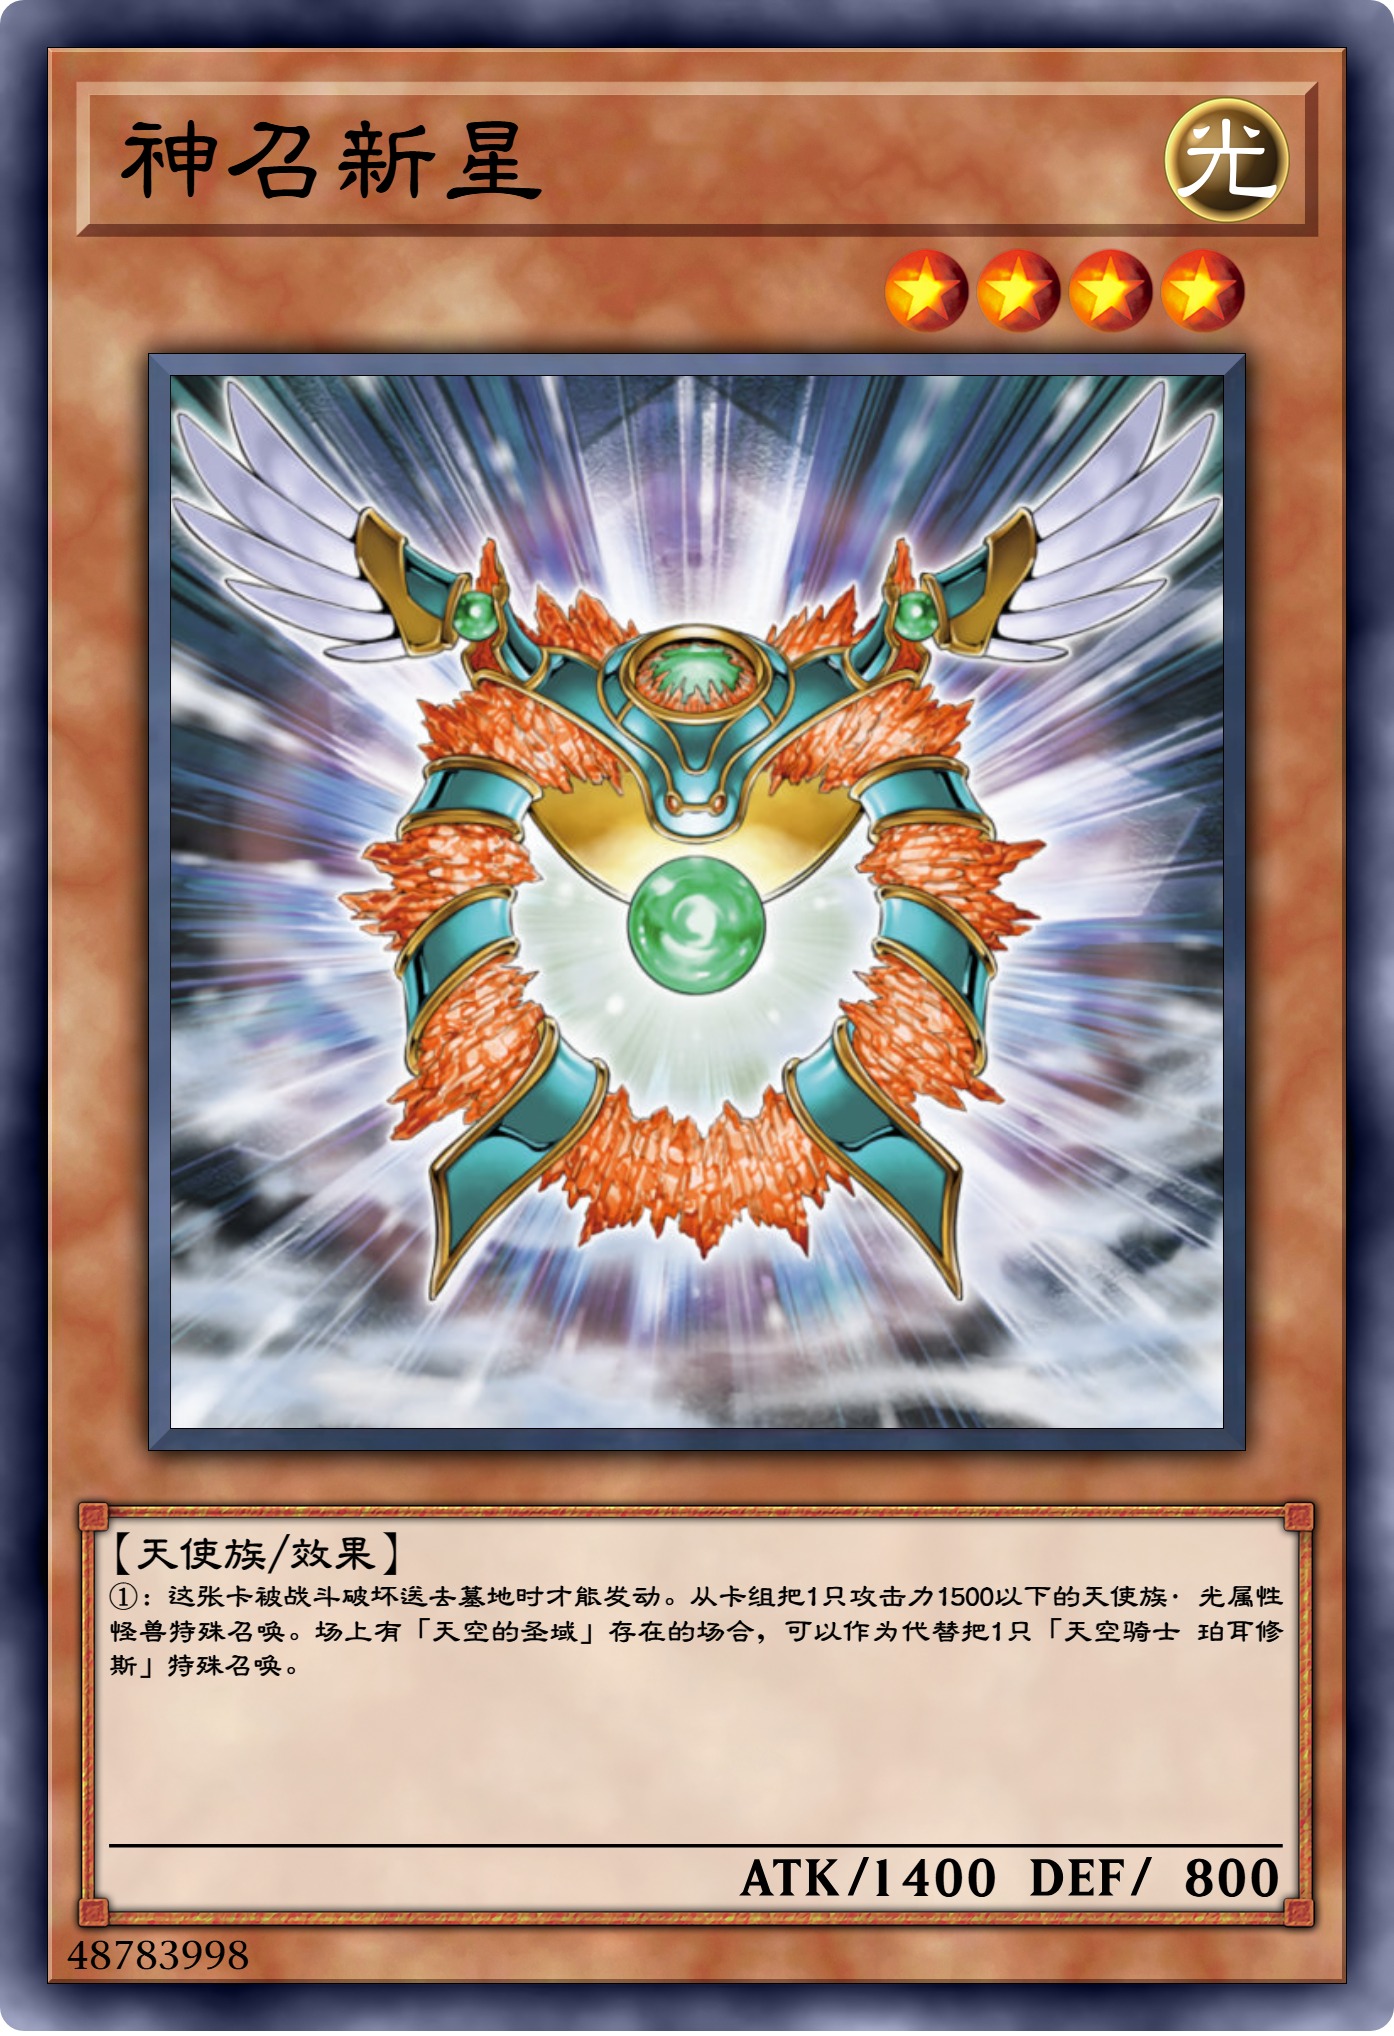 神召新星
光
【天使族/效果】
①：这张卡被战斗破坏送去墓地时才能发动。从卡组把1只攻击力1500以下的天使族·光属性
怪兽特殊召唤。场上有「天空的圣域」存在的场合，可以作为代替把1只「天空骑士 珀耳修
斯」特殊召唤。
ATK/1400 DEF/ 800
48783998